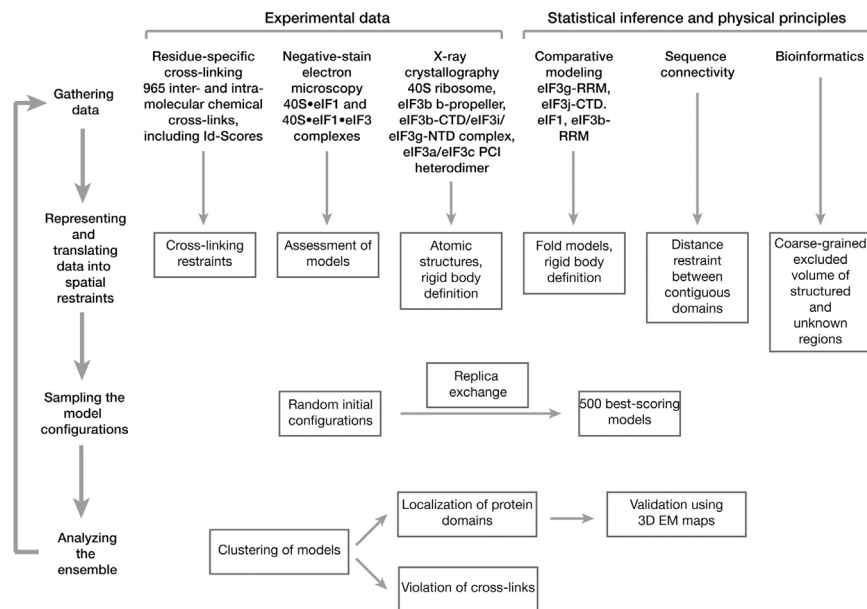 Experimental data
Statistical inference and physical principles
Gathering
data
Residue-specific
cross-linking
965 inter- and intra-
molecular chemical
cross-links,
including Id-Scores
Negative-stain
electron
microscopy
40S•eIF1 and
40S•eIF1•eIF3
complexes
X-ray
crystallography
40S ribosome,
eIF3b b-propeller,
eIF3b-CTD/eIF3i/
eIF3g-NTD complex,
eIF3a/eIF3c PCI
heterodimer
Comparative
modeling
eIF3g-RRM,
eIF3j-CTD.
eIF1, eIF3b-
RRM
Sequence
connectivity
Bioinformatics
Representing
and
translating
data into
spatial
restraints
Cross-linking
restraints
Assessment of
models
Atomic
structures,
rigid body
definition
Fold models,
rigid body
definition
Distance
restraint
between
contiguous
domains
Coarse-grained
excluded
volume of
structured
and
unknown
regions
Sampling the
model
configurations
Random initial
configurations
Replica
exchange
500 best-scoring
models
Analyzing
the
ensemble
Clustering of models
Localization of protein
domains
Validation using
3D EM maps
Violation of cross-links